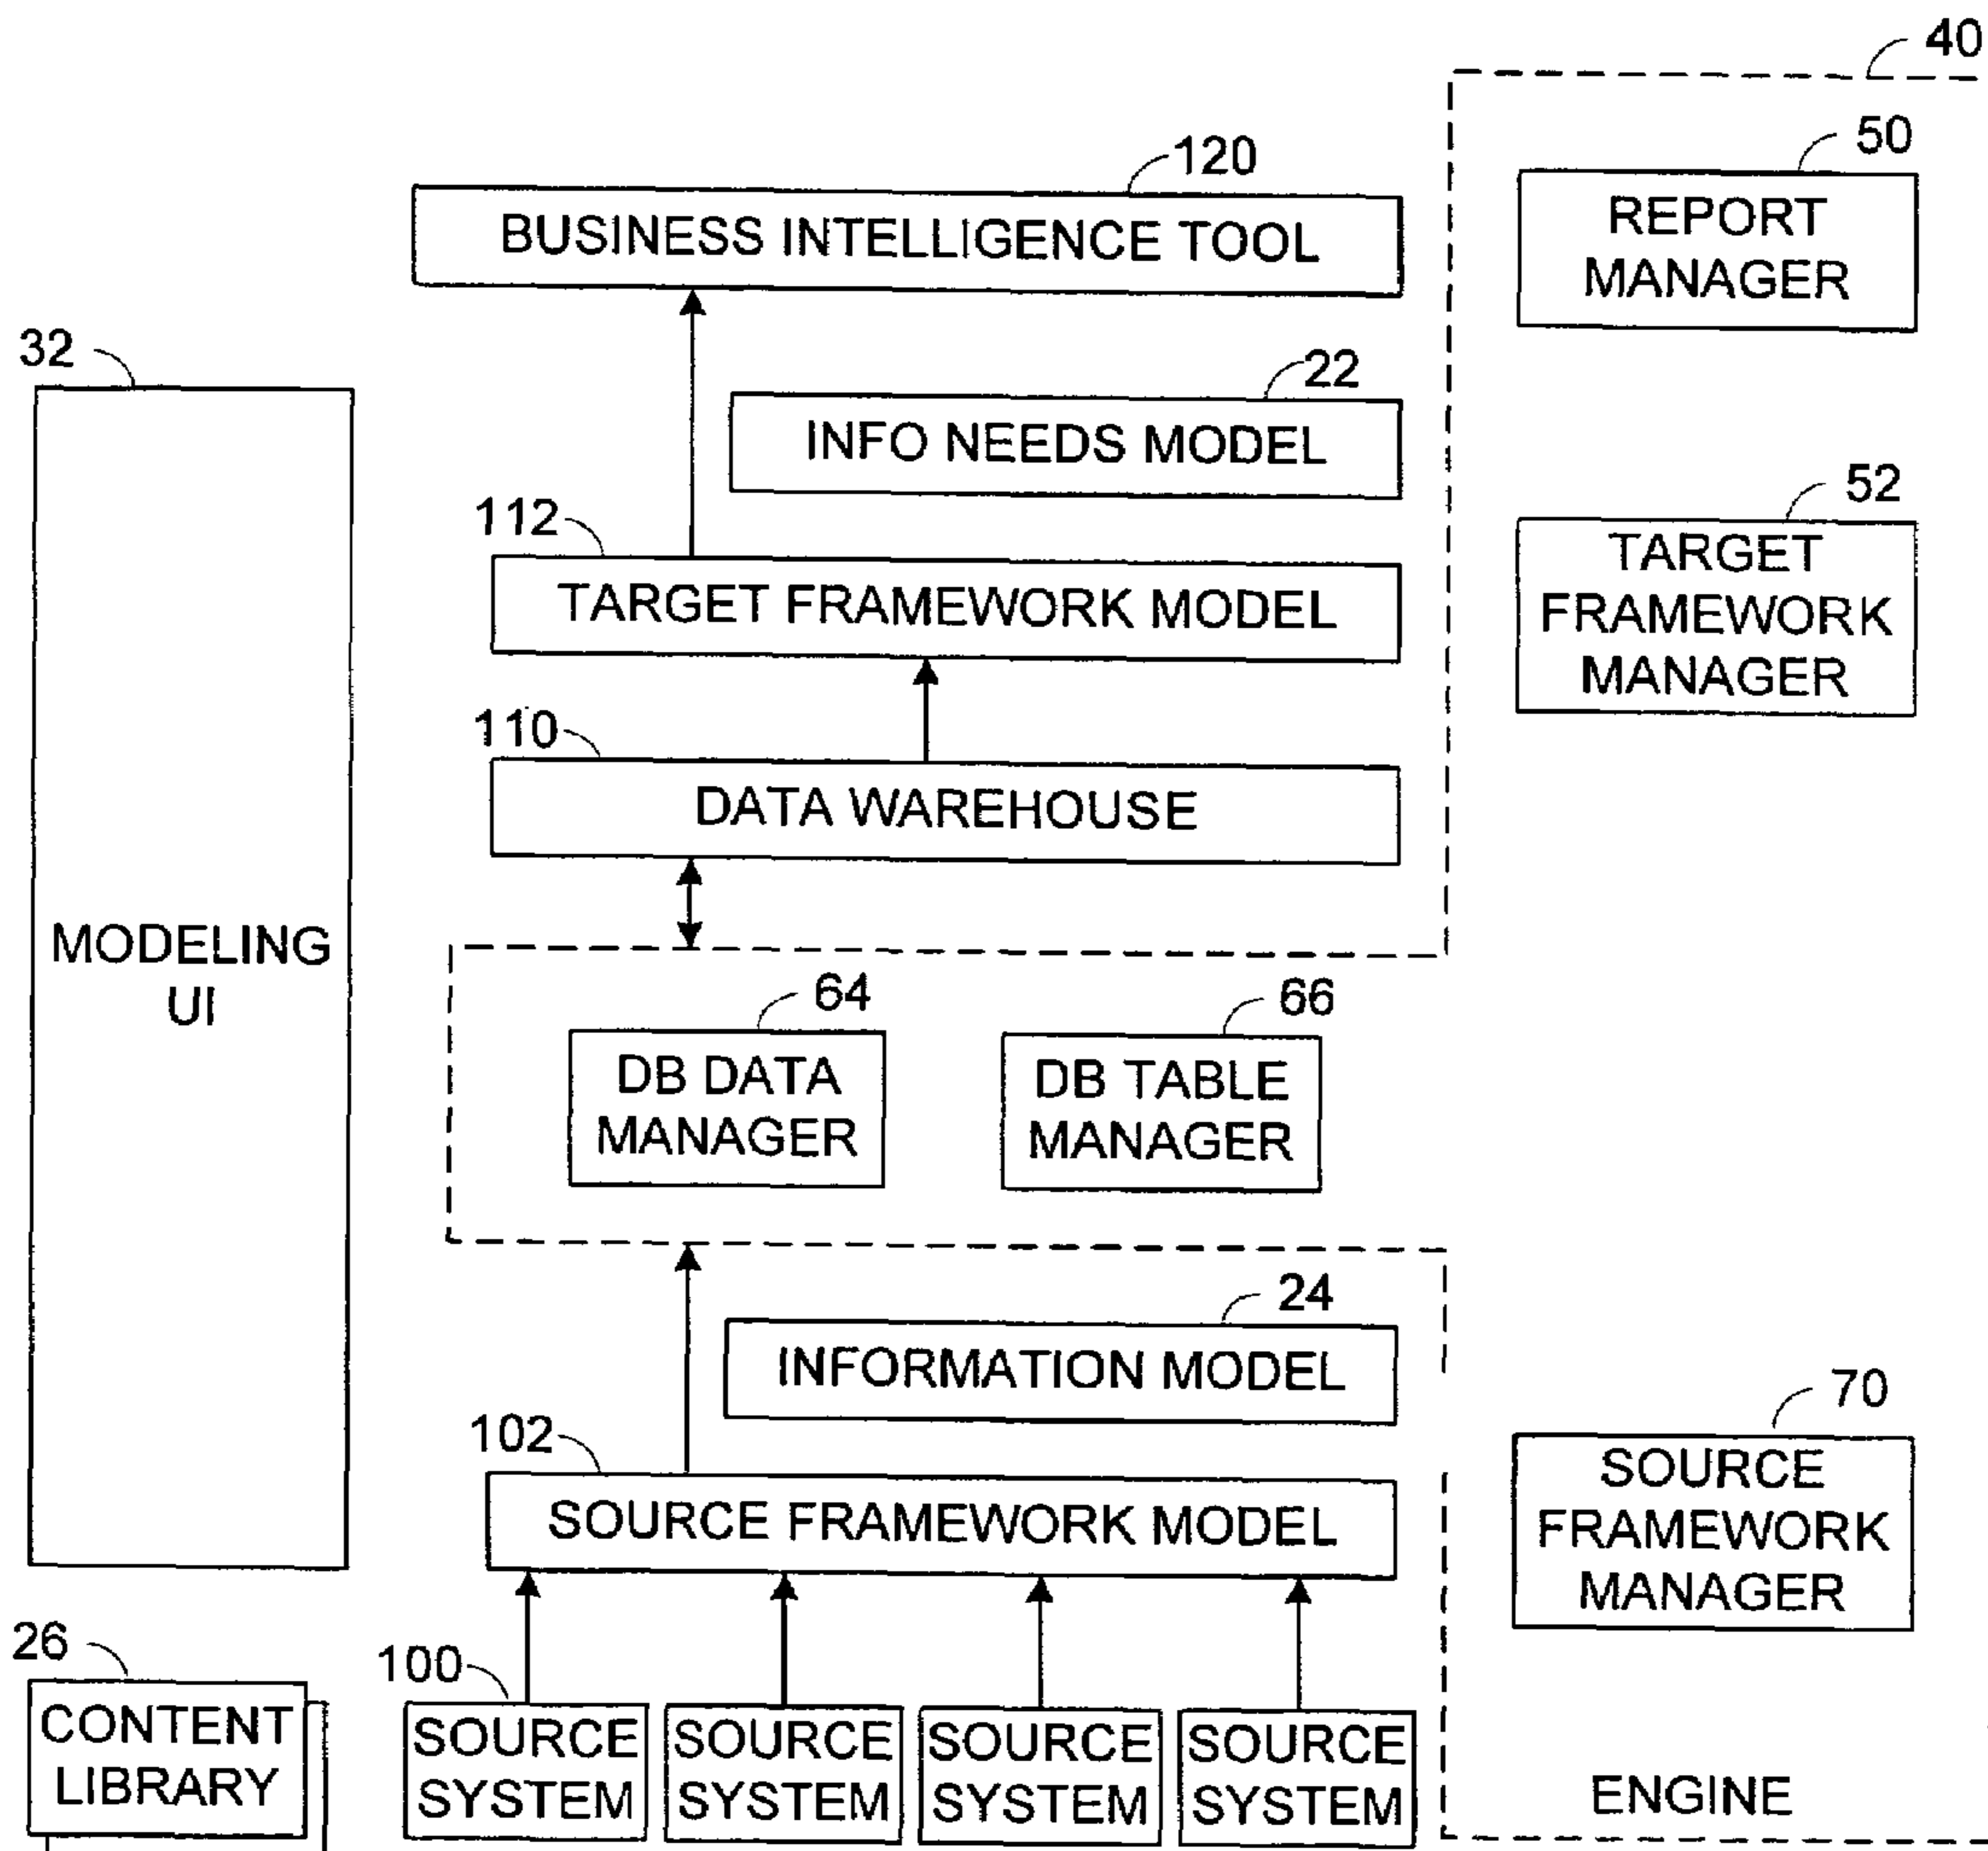 40
50
120
REPORT
MANAGER
BUSINESS INTELLIGENCE TOOL
32
22
INFO NEEDS MODEL
52
112
TARGET
FRAMEWORK
MANAGER
TARGET FRAMEWORK MODEL
110
DATA WAREHOUSE
MODELING
UI
64
66
DB DATA
MANAGER
DB TABLE
MANAGER
24
INFORMATION MODEL
70
102
SOURCE
FRAMEWORK
MANAGER
SOURCE FRAMEWORK MODEL
26
100
CONTENT
LIBRARY
SOURCE
SYSTEM
SOURCE
SYSTEM
SOURCE
SYSTEM
SOURCE
SYSTEM
ENGINE